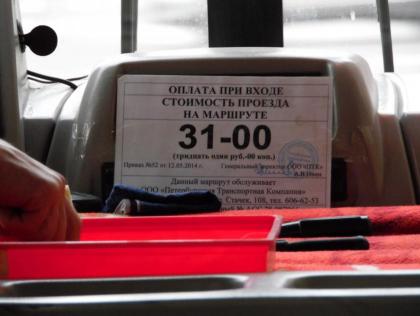 ОПЛАТА ПРИ ВХОДЕ
СТОИМОСТЬ ПРОЕЗДА
НА МАРШРУТЕ
31-00
(тридцать один руб.-00 коп.)
Приказ №52 от 12.05.2014 г. Генеральный директор ООО «ПТК»
Данный маршрут обслуживает
ООО «Петербургская Транспортная Компания»
Стачек, 108, тел. 606-62-53